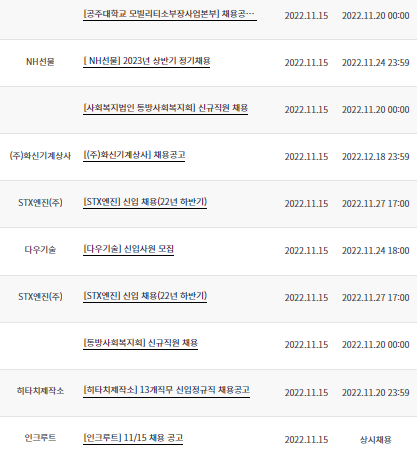 [공주대학교 모빌리티소부장사업본부] 채용공… 2022.11.15 2022.11.20 00:00
NH선물 [ NH선물] 2023년 상반기 정기채용 2022.11.15 2022.11.24 23:59
[사회복지법인 동방사회복지회] 신규직원 채용 2022.11.15 2022.11.20 00:00
(주)화신기계상사 [(주)화신기계상사] 채용공고 2022.11.15 2022.12.18 23:59
STX엔진(주) [STX엔진] 신입 채용(22년 하반기) 2022.11.15 2022.11.27 17:00
다우기술 [다우기술] 신입사원 모집 2022.11.15 2022.11.24 18:00
STX엔진(주) [STX엔진] 신입 채용(22년 하반기) 2022.11.15 2022.11.27 17:00
[동방사회복지회] 신규직원 채용 2022.11.15 2022.11.20 00:00
히타치제작소 [히타치제작소] 13개직무 신입정규직 채용공고 2022.11.15 2022.11.20 23:59
인크루트 [인크루트] 11/15 채용 공고 2022.11.15 상시채용